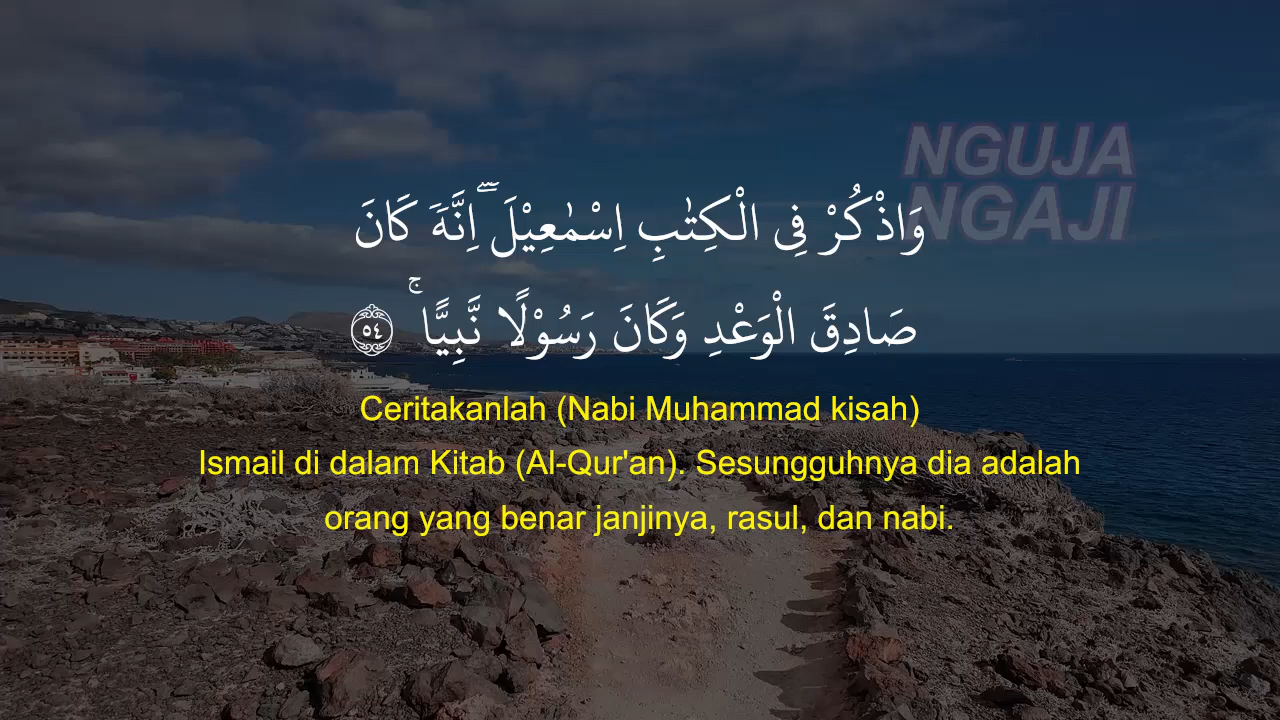 NGUJA
NGAJI
وَاذْكُرْ فِى الْكِتٰبِ اِسْمٰعِيْلَ ۖاِنَّهٗ كَانَ
صَادِقَ الْوَعْدِ وَكَانَ رَسُوْلًا نَّبِيًّا ۚ ٥٤
Ceritakanlah (Nabi Muhammad kisah)
Ismail di dalam Kitab (Al-Qur'an). Sesungguhnya dia adalah
orang yang benar janjinya, rasul, dan nabi.